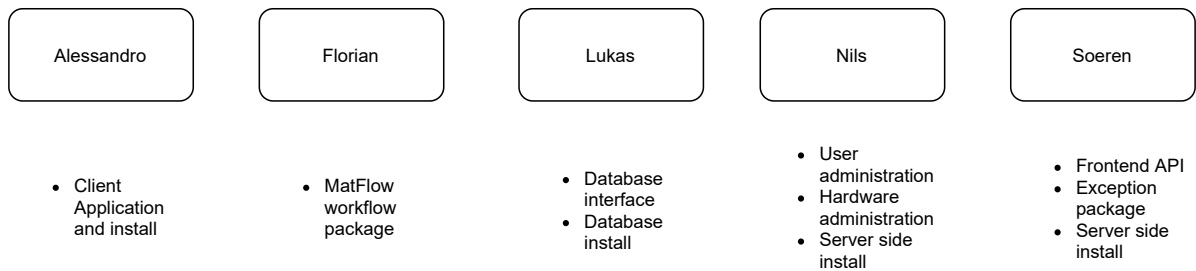 Alessandro
Florian
Lukas
Nils
Soeren
• Client
Application
and install
• MatFlow
workflow
package
• Database
interface
• Database
install
• User
administration
• Hardware
administration
• Server side
install
• Frontend API
• Exception
package
• Server side
install